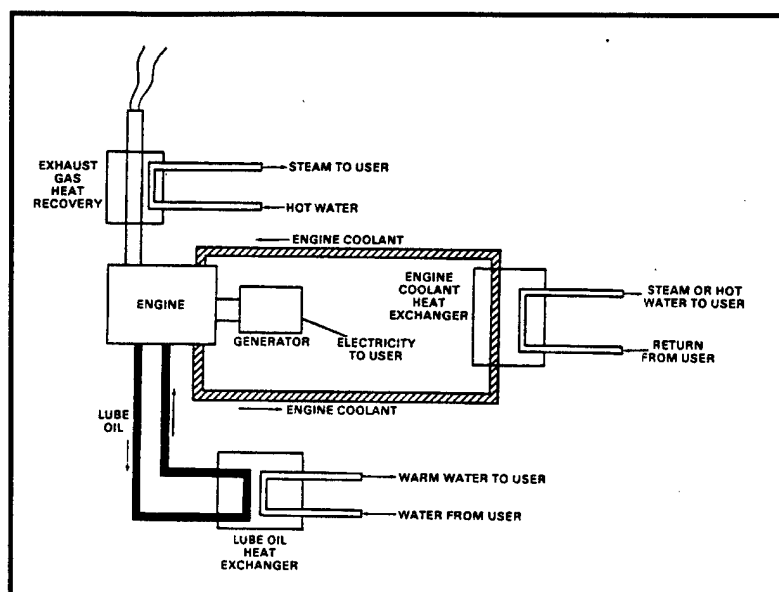 EXHAUST
GAS
HEAT
RECOVERY
STEAM TO USER
HOT WATER
ENGINE COOLANT
ENGINE
GENERATOR
ELECTRICITY
TO USER
ENGINE
COOLANT
HEAT
EXCHANGER
STEAM OR HOT
WATER TO USER
RETURN
FROM USER
ENGINE COOLANT
LUBE
OIL
WARM WATER TO USER
WATER FROM USER
LUBE OIL
HEAT
EXCHANGER